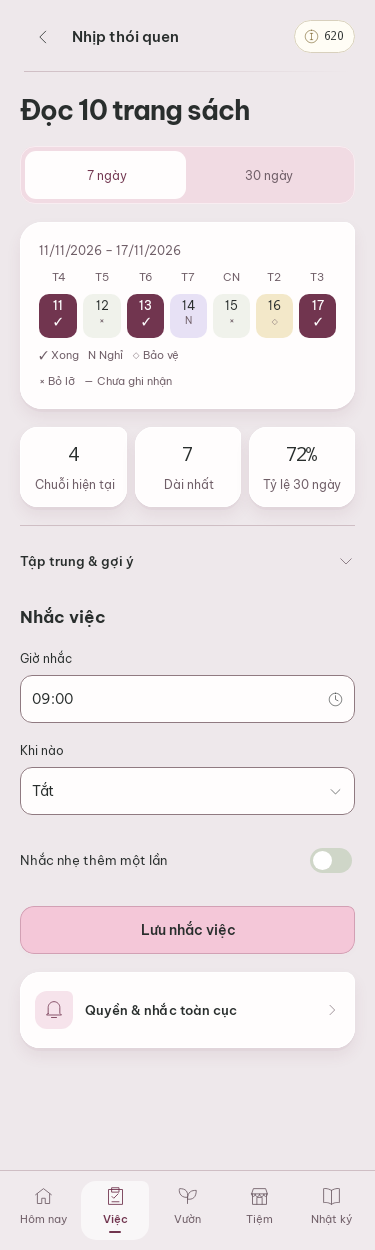 Nhịp thói quen
620
Đọc 10 trang sách
7 ngày
30 ngày
11/11/2026 – 17/11/2026
T4 T5 T6 T7 CN T2 T3
11 12 13 14 15 16 17
✓ × ✓ N × ◇ ✓
✓ Xong N Nghỉ ◇ Bảo vệ
× Bỏ lỡ — Chưa ghi nhận
4 7 72%
Chuỗi hiện tại Dài nhất Tỷ lệ 30 ngày
Tập trung & gợi ý
Nhắc việc
Giờ nhắc
09:00
Khi nào
Tắt
Nhắc nhẹ thêm một lần
Lưu nhắc việc
Quyền & nhắc toàn cục
Hôm nay Việc Vườn Tiệm Nhật ký